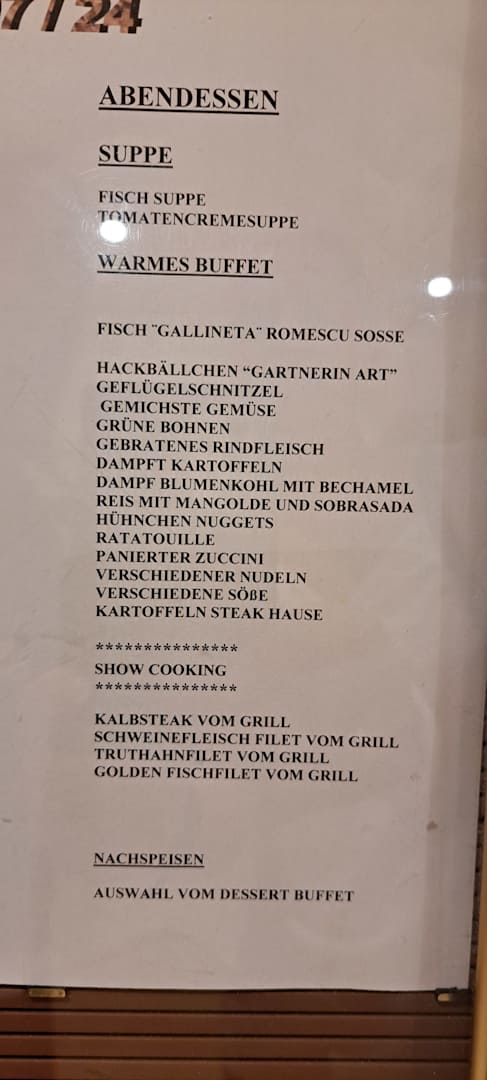 7/24
ABENDESSEN
SUPPE
FISCH SUPPE
TOMATENCREMESUPPE
WARMES BUFFET
FISCH ¨GALLINETA¨ ROMESCU SOSSE
HACKBÄLLCHEN “GARTNERIN ART”
GEFLÜGELSCHNITZEL
GEMICHSTE GEMÜSE
GRÜNE BOHNEN
GEBRATENES RINDFLEISCH
DAMPFT KARTOFFELN
DAMPF BLUMENKOHL MIT BECHAMEL
REIS MIT MANGOLDE UND SOBRASADA
HÜHNCHEN NUGGETS
RATATOUILLE
PANIERTER ZUCCINI
VERSCHIEDENER NUDELN
VERSCHIEDENE SÖßE
KARTOFFELN STEAK HAUSE
***************
SHOW COOKING
***************
KALBSTEAK VOM GRILL
SCHWEINEFLEISCH FILET VOM GRILL
TRUTHAHNFILET VOM GRILL
GOLDEN FISCHFILET VOM GRILL
NACHSPEISEN
AUSWAHL VOM DESSERT BUFFET